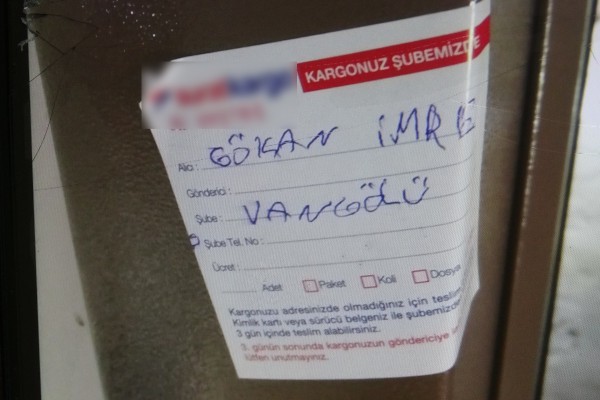 KARGONUZ ŞUBEMİZDE
Alıcı : GÖKAN İMRE
Gönderici :
Şube : VANGÖLÜ
Şube Tel. No :
Ücret :
Adet Paket Koli Dosya
Kargonuzu adresinizde olmadığınız için teslim
Kimlik kartı veya sürücü belgeniz ile şubemizden
3 gün içinde teslim alabilirsiniz.
3. günün sonunda kargonuzun göndericiye
lütfen unutmayınız.